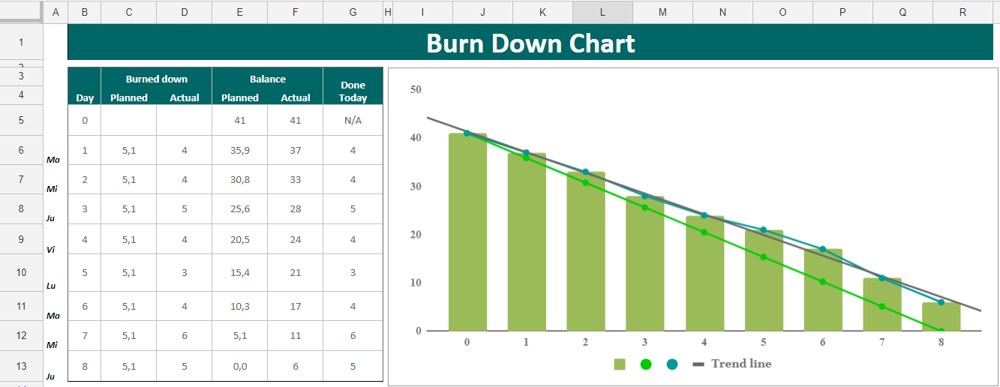 A B C D E F G H I J K L M N O P Q R
1 Burn Down Chart
2
3 Burned down Balance
4 Day Planned Actual Planned Actual Done Today
5 0 41 41 N/A
6 Ma 1 5,1 4 35,9 37 4
7 Mi 2 5,1 4 30,8 33 4
8 Ju 3 5,1 5 25,6 28 5
9 Vi 4 5,1 4 20,5 24 4
10 Lu 5 5,1 3 15,4 21 3
11 Ma 6 5,1 4 10,3 17 4
12 Mi 7 5,1 6 5,1 11 6
13 Ju 8 5,1 5 0,0 6 5
50
40
30
20
10
0
0 1 2 3 4 5 6 7 8
Trend line